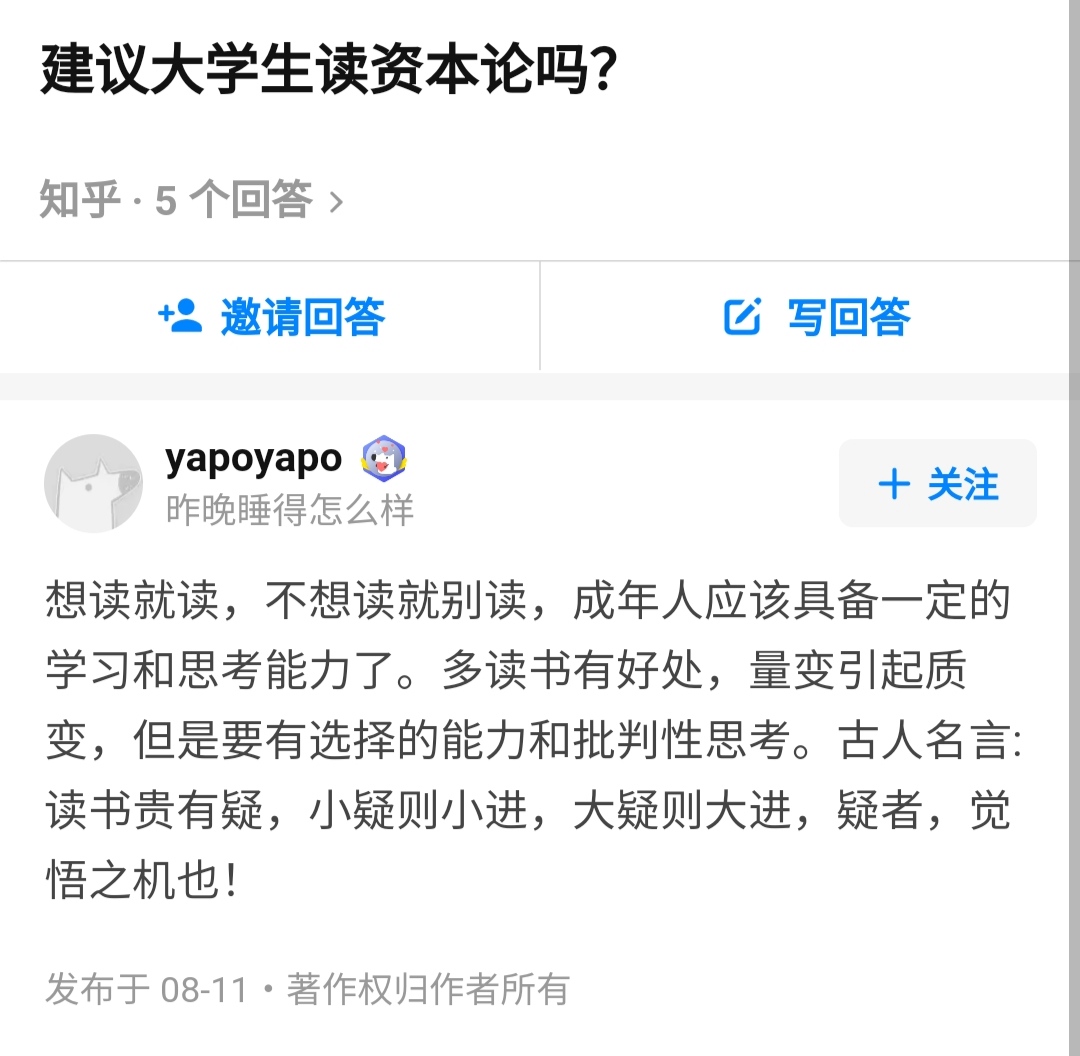 建议大学生读资本论吗？
知乎 · 5 个回答 >
邀请回答
写回答
yapoyapo
昨晚睡得怎么样
+ 关注
想读就读，不想读就别读，成年人应该具备一定的
学习和思考能力了。多读书有好处，量变引起质
变，但是要有选择的能力和批判性思考。古人名言:
读书贵有疑，小疑则小进，大疑则大进，疑者，觉
悟之机也！
发布于 08-11 · 著作权归作者所有